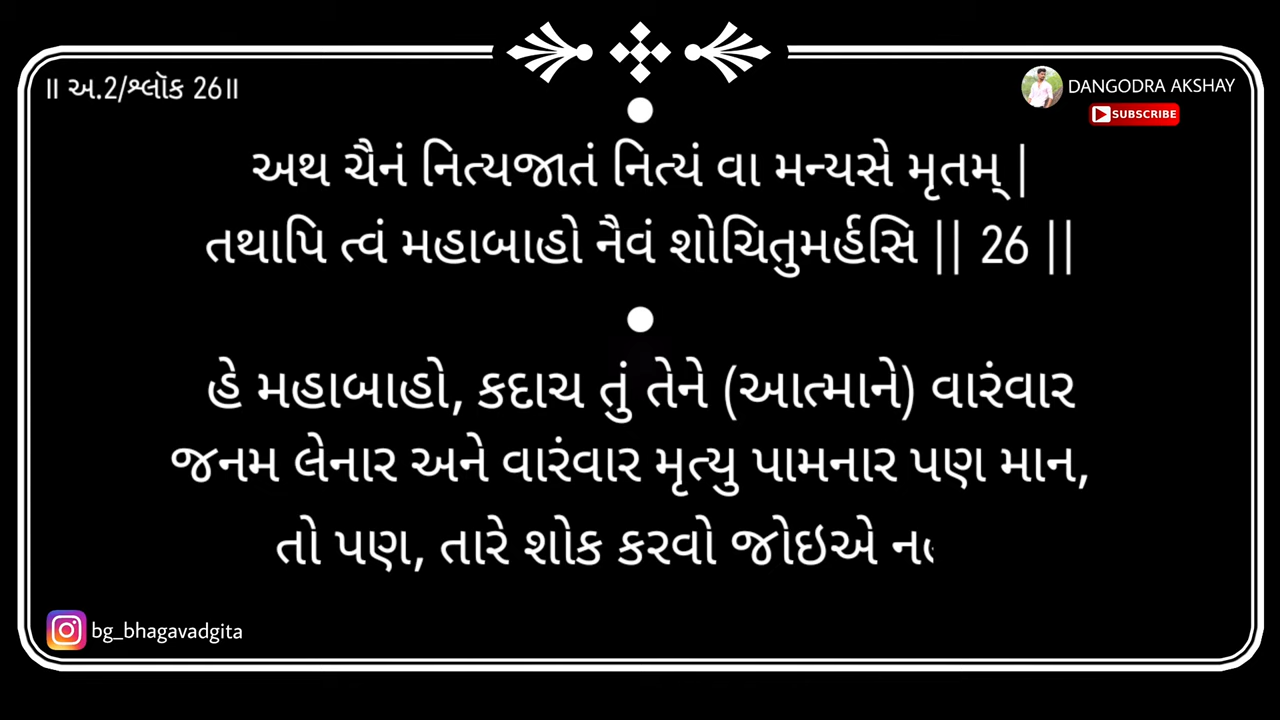 ॥ અ.2/શ્લૉક 26॥
DANGODRA AKSHAY
SUBSCRIBE
અથ ચૈનં નિત્યજાતં નિત્યં વા મન્યસે મૃતમ્ |
તથાપિ ત્વં મહાબાહો નૈવં શોચિતુમર્હસિ || 26 ||
હે મહાબાહો, કદાચ તું તેને (આત્માને) વારંવાર
જનમ લેનાર અને વારંવાર મૃત્યુ પામનાર પણ માન,
તો પણ, તારે શોક કરવો જોઇએ
bg_bhagavadgita